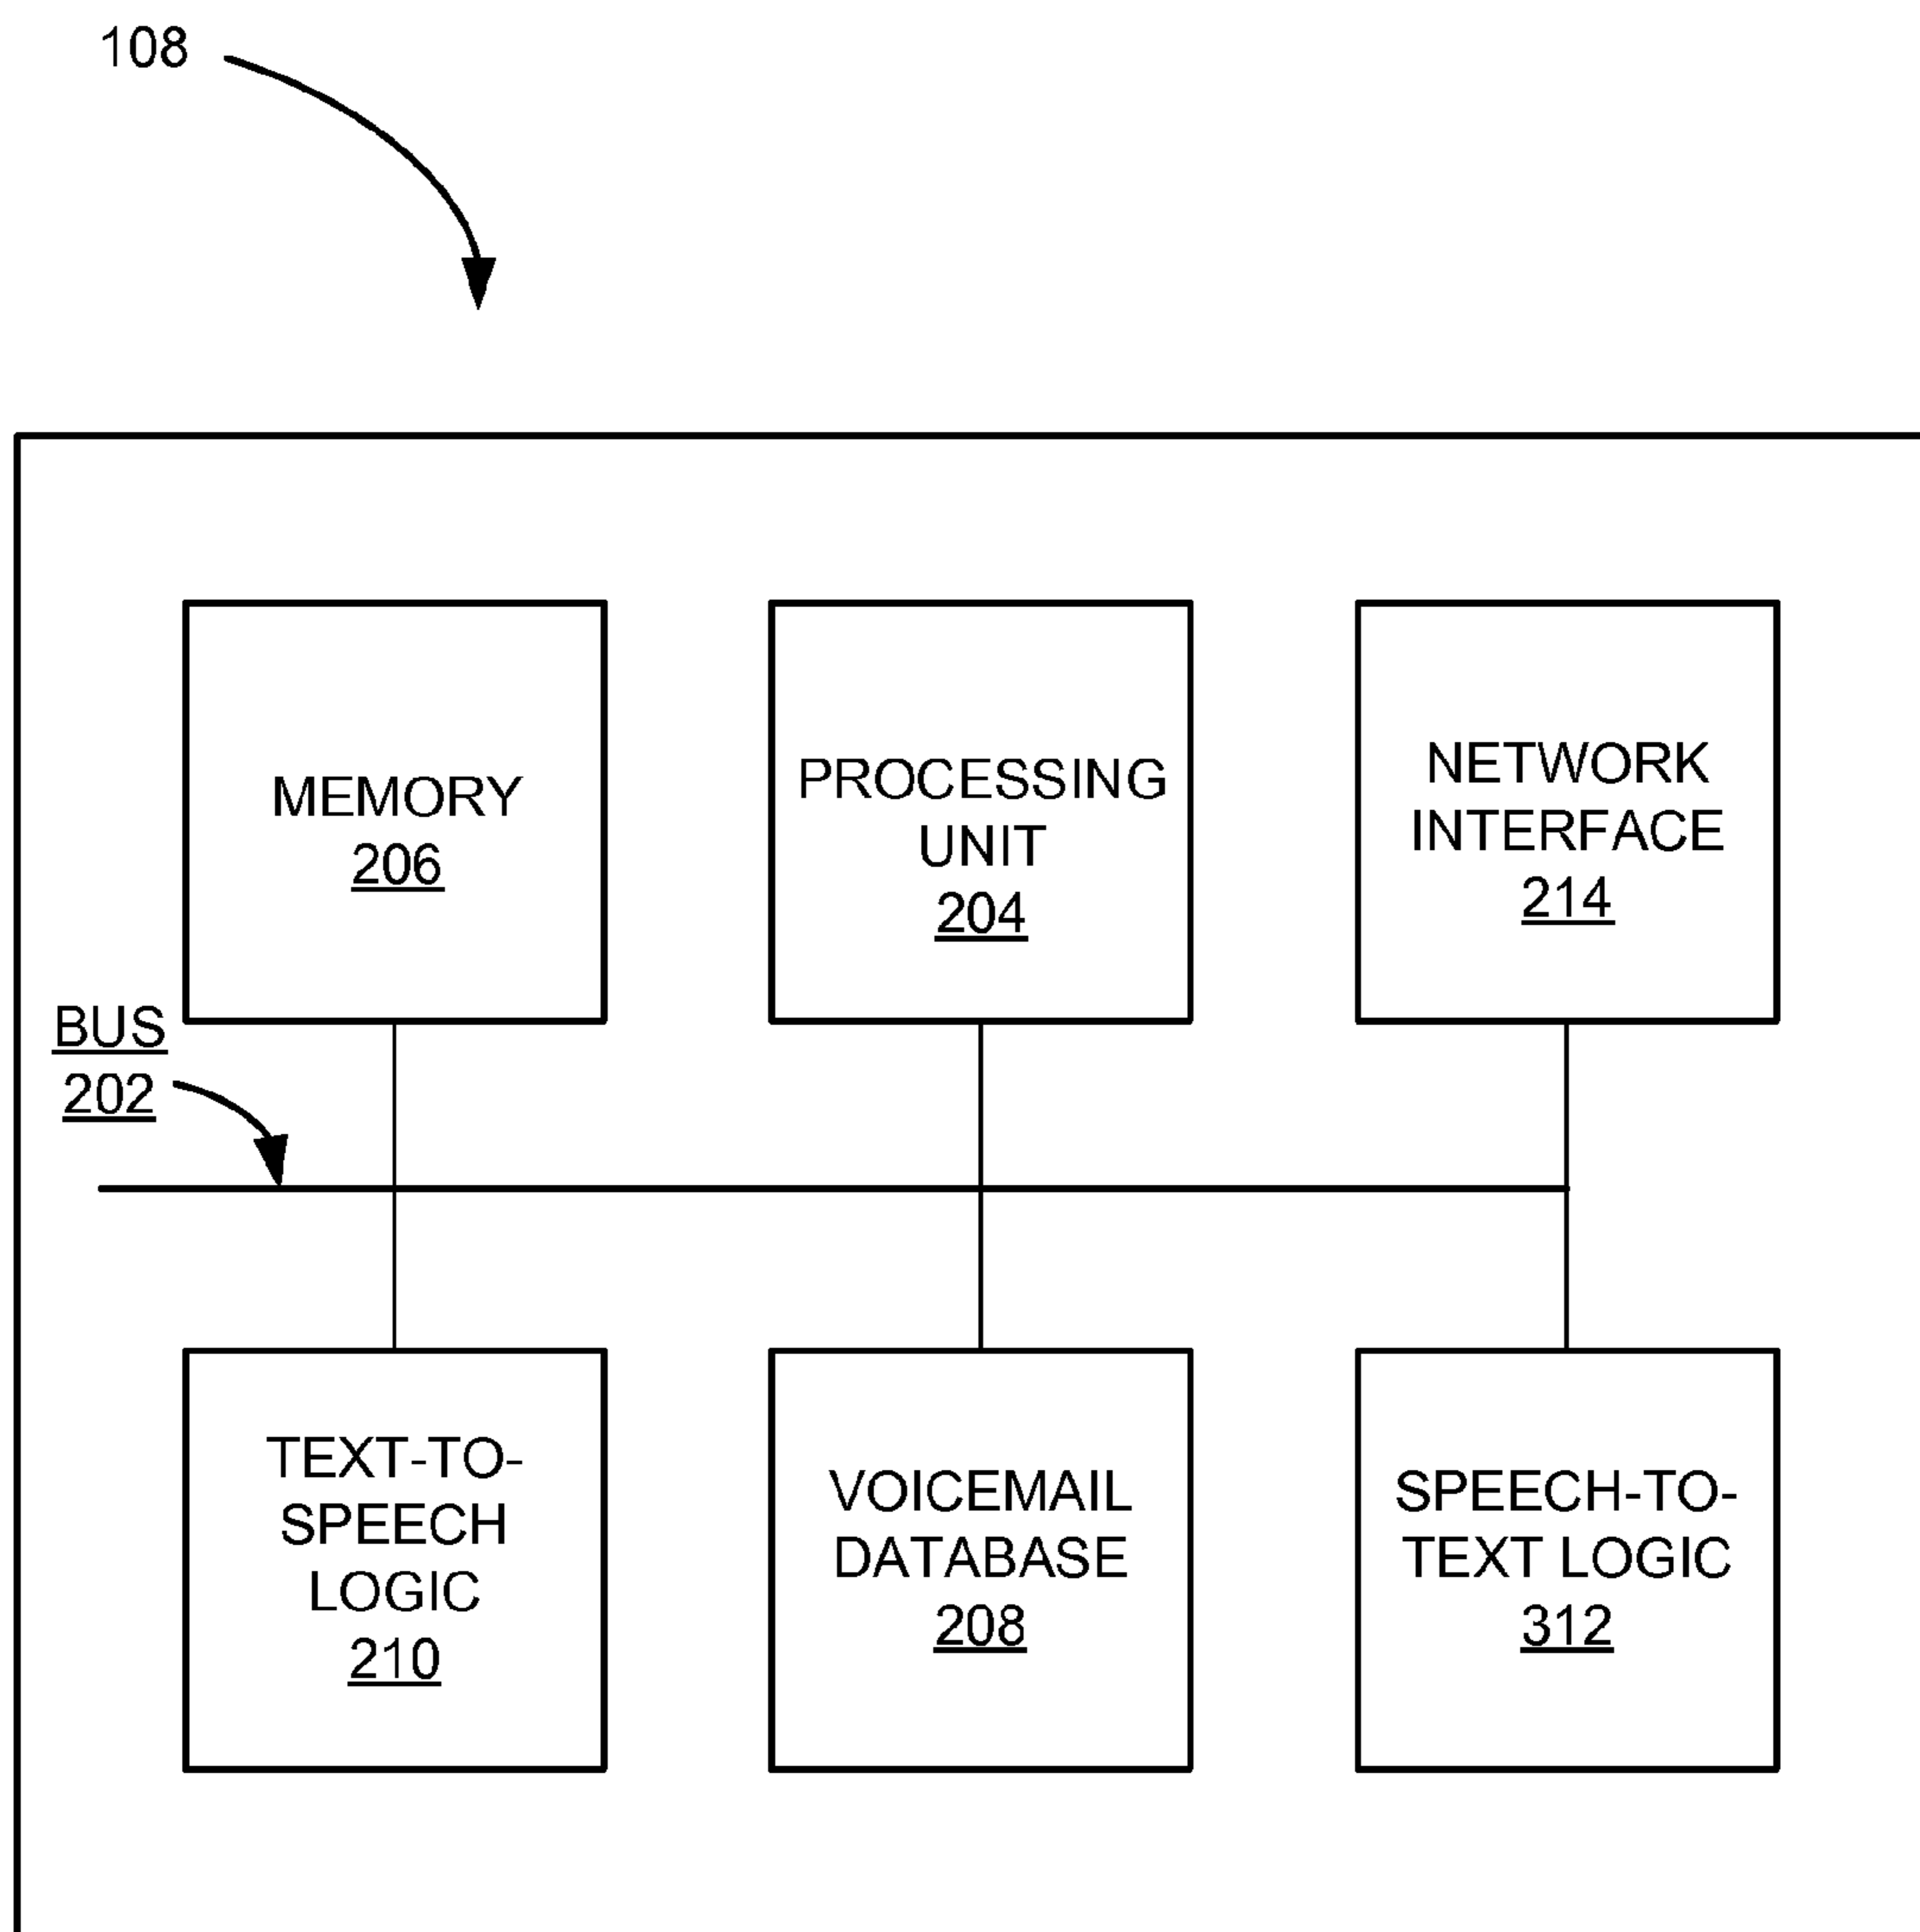 108
MEMORY
206
PROCESSING
UNIT
204
NETWORK
INTERFACE
214
BUS
202
TEXT-TO-
SPEECH
LOGIC
210
VOICEMAIL
DATABASE
208
SPEECH-TO-
TEXT LOGIC
312